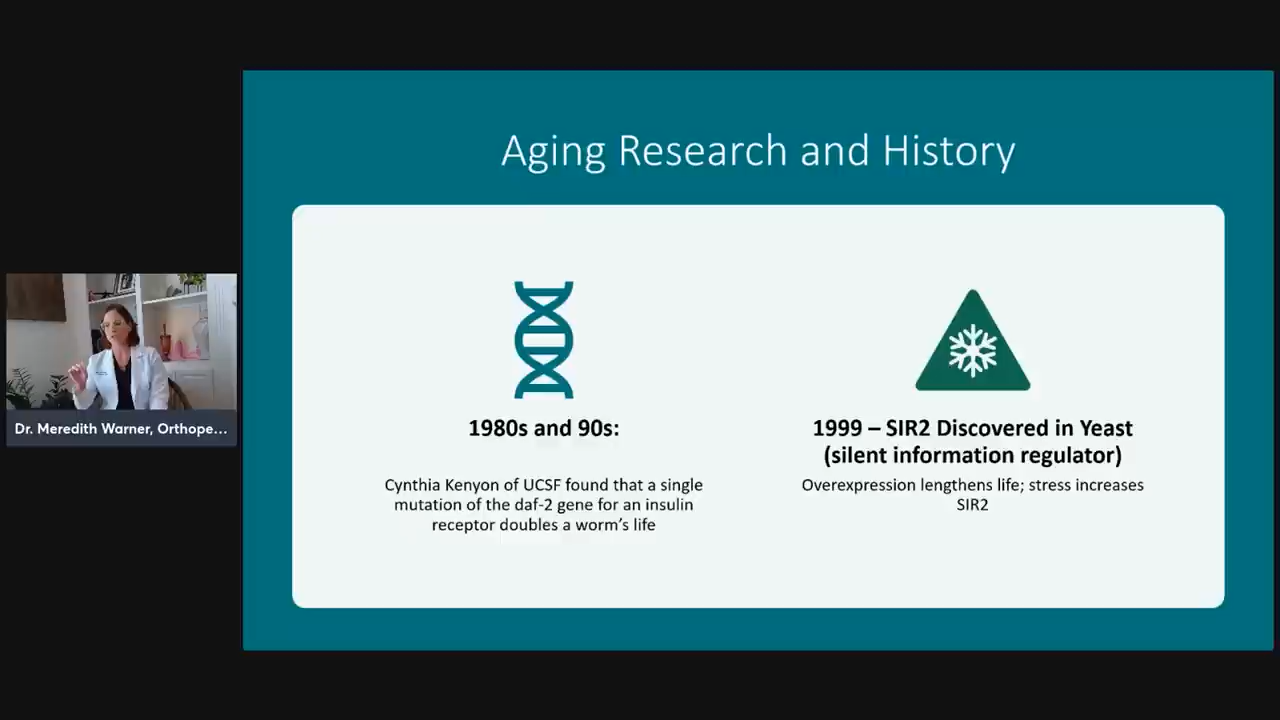 Aging Research and History
1980s and 90s:
Cynthia Kenyon of UCSF found that a single
mutation of the daf-2 gene for an insulin
receptor doubles a worm's life
1999 – SIR2 Discovered in Yeast
(silent information regulator)
Overexpression lengthens life; stress increases
SIR2
Dr. Meredith Warner, Orthope...